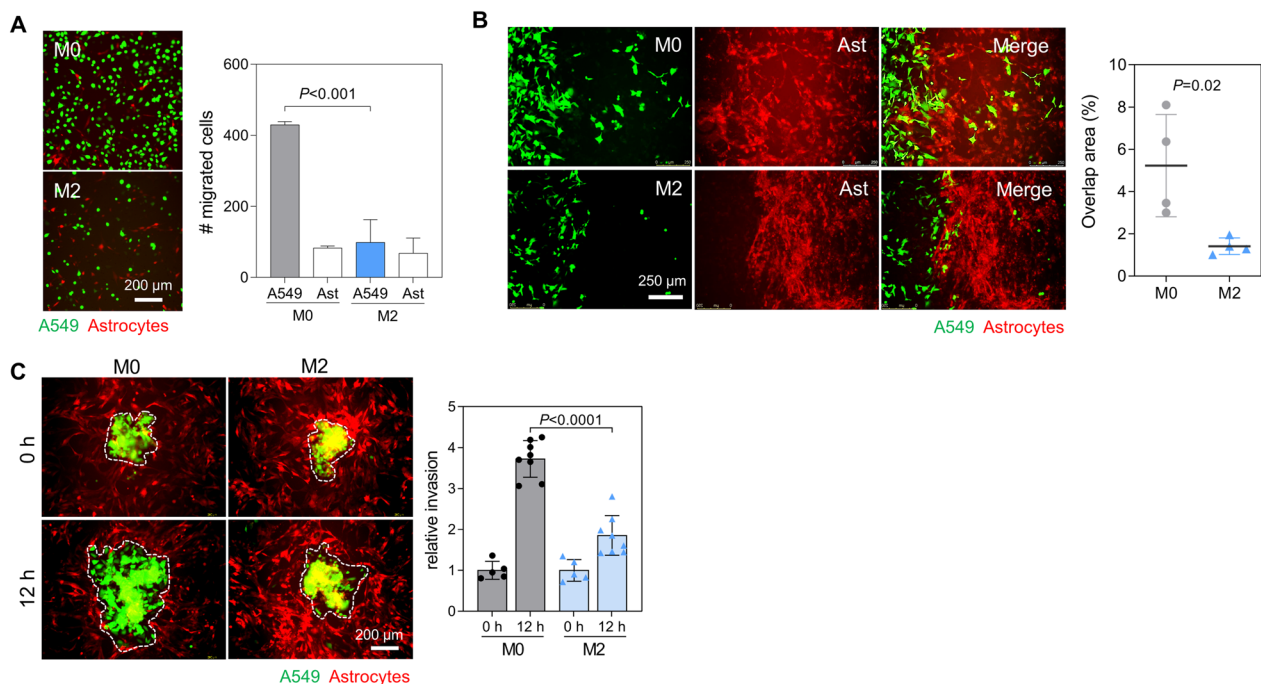 A
M0
M2
200 μm
A549 Astrocytes
# migrated cells
600
400
200
0
P<0.001
A549 Ast A549 Ast
M0 M2
B
M0 Ast Merge
M2 Ast Merge
250 μm
A549 Astrocytes
Overlap area (%)
10
8
6
4
2
0
P=0.02
M0 M2
C
M0 M2
0 h
12 h
200 μm
A549 Astrocytes
relative invasion
5
4
3
2
1
0
P<0.0001
0 h 12 h 0 h 12 h
M0 M2